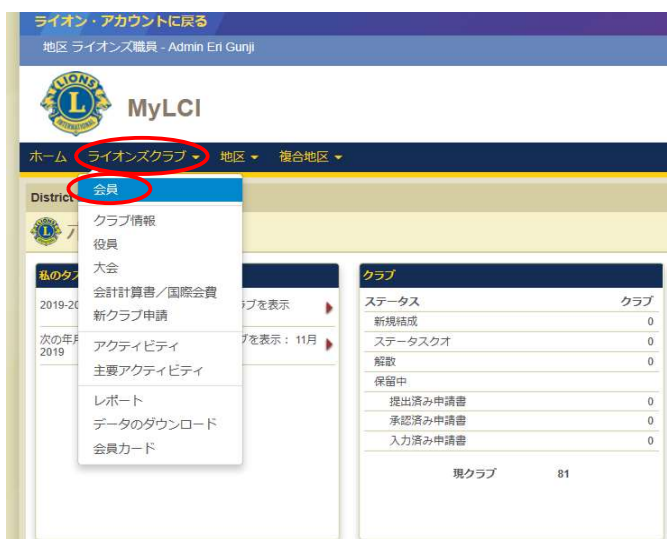 ライオン・アカウントに戻る
地区 ライオンズ職員 - Admin Eri Gunji
LIONS
L
INTERNATIONAL
MyLCI
ホーム ライオンズクラブ 地区 複合地区
会員
District
クラブ情報
役員
大会
会計計算書／国際会費
新クラブ申請
アクティビティ
主要アクティビティ
レポート
データのダウンロード
会員カード
私のタス
2019-20 ブを表示
次の年月 ブを表示： 11月
2019
クラブ
ステータス クラブ
新規結成 0
ステータスクオ 0
解散 0
保留中
提出済み申請書 0
承認済み申請書 0
入力済み申請書 0
現クラブ 81